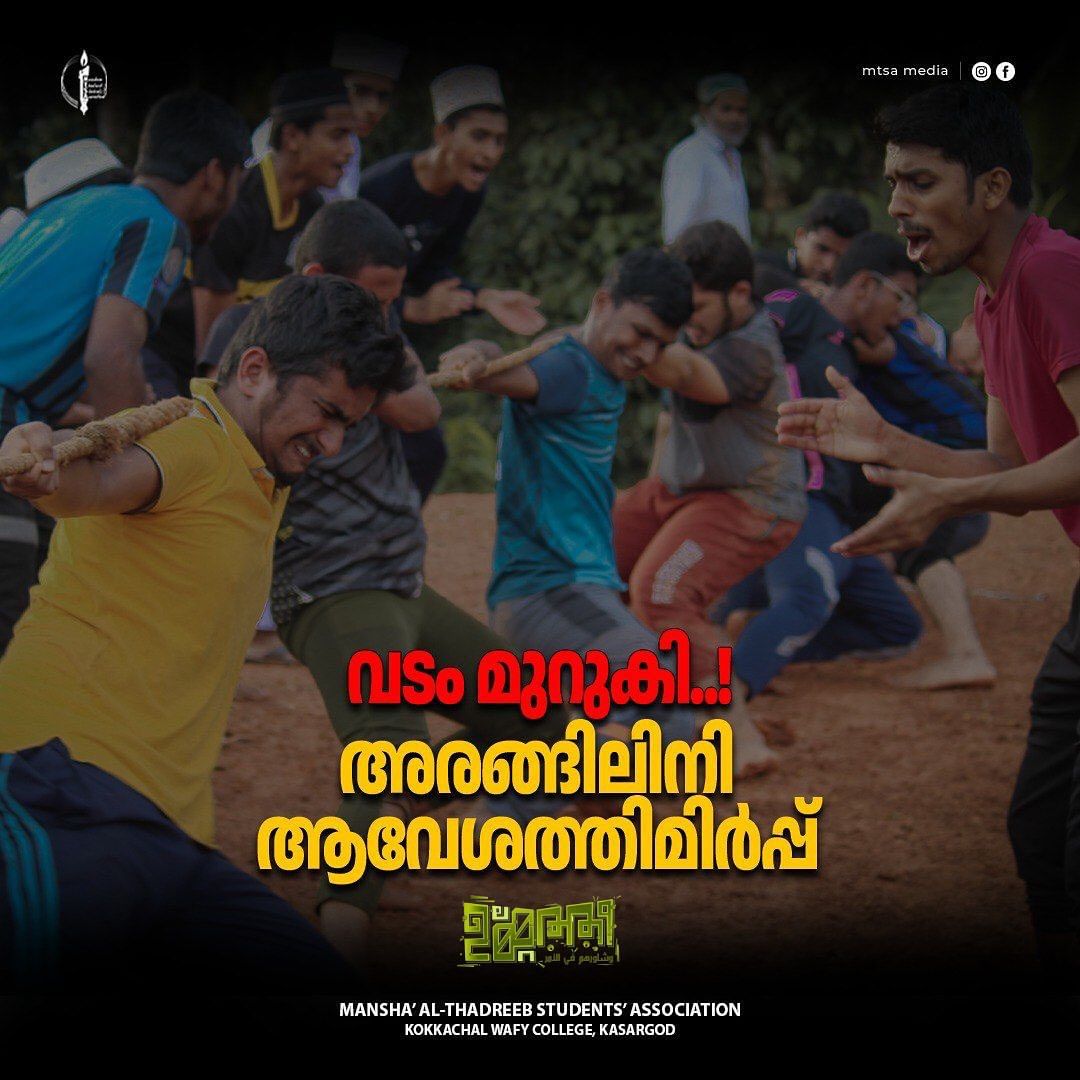 mtsa media
വടം മുറുകി..!
അരങ്ങിലിനി
ആവേശത്തിമിർപ്പ്
وشاورهم في الأمر
MANSHA' AL-THADREEB STUDENTS' ASSOCIATION
KOKKACHAL WAFY COLLEGE, KASARGOD